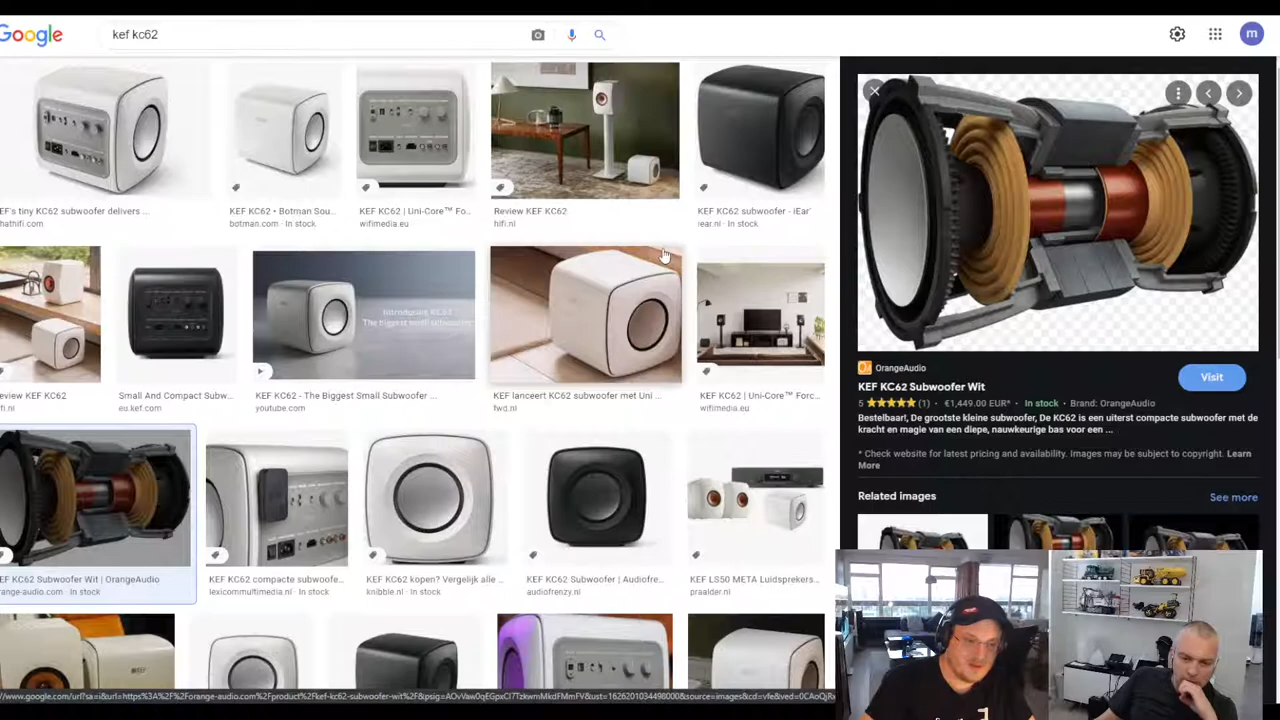 Google
kef kc62
m
EF's tiny KC62 subwoofer delivers ...
hathifi.com
KEF KC62 • Botman Sou...
botman.com · In stock
KEF KC62 | Uni-Core™ Fo...
wifimedia.eu
Review KEF KC62
hifi.nl
KEF KC62 subwoofer - iEar'
iear.nl · In stock
Introducing KC62
The biggest small subwoofer
eview KEF KC62
fi.nl
Small And Compact Subw...
eu.kef.com
KEF KC62 - The Biggest Small Subwoofer ...
youtube.com
KEF lanceert KC62 subwoofer met Uni ...
fwd.nl
KEF KC62 | Uni-Core™ Forc...
wifimedia.eu
EF KC62 Subwoofer Wit | OrangeAudio
range-audio.com · In stock
KEF KC62 compacte subwoofe...
lexicommultimedia.nl · In stock
KEF KC62 kopen? Vergelijk alle ...
knibble.nl · In stock
KEF KC62 Subwoofer | Audiofre...
audiofrenzy.nl
KEF LS50 META Luidsprekers...
praalder.nl
KEF
OrangeAudio
KEF KC62 Subwoofer Wit
Visit
5 ★★★★★ (1) · €1,449.00 EUR* · In stock · Brand: OrangeAudio
Bestelbaar!, De grootste kleine subwoofer, De KC62 is een uiterst compacte subwoofer met de
kracht en magie van een diepe, nauwkeurige bas voor een ...
* Check website for latest pricing and availability. Images may be subject to copyright. Learn
More
Related images
See more